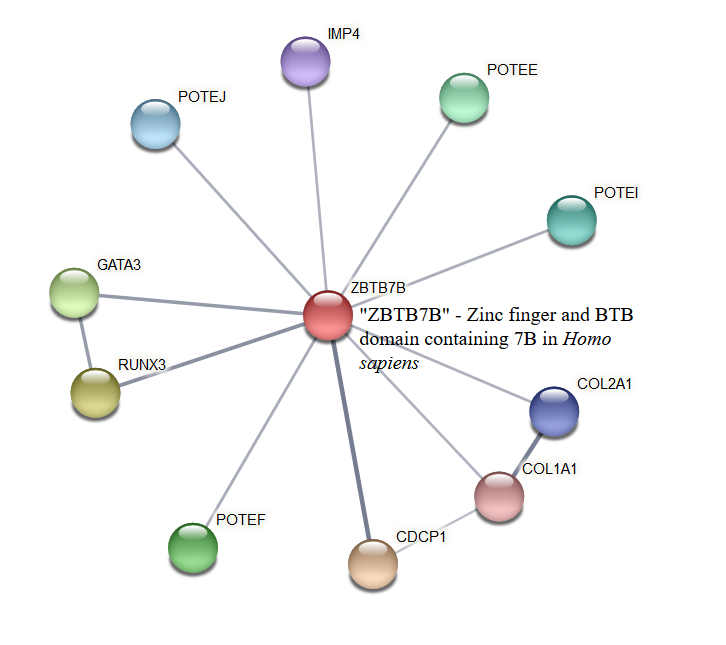 IMP4
POTEE
POTEJ
POTEI
GATA3
ZBTB7B
"ZBTB7B" - Zinc finger and BTB
domain containing 7B in Homo
sapiens
RUNX3
COL2A1
COL1A1
POTEF
CDCP1